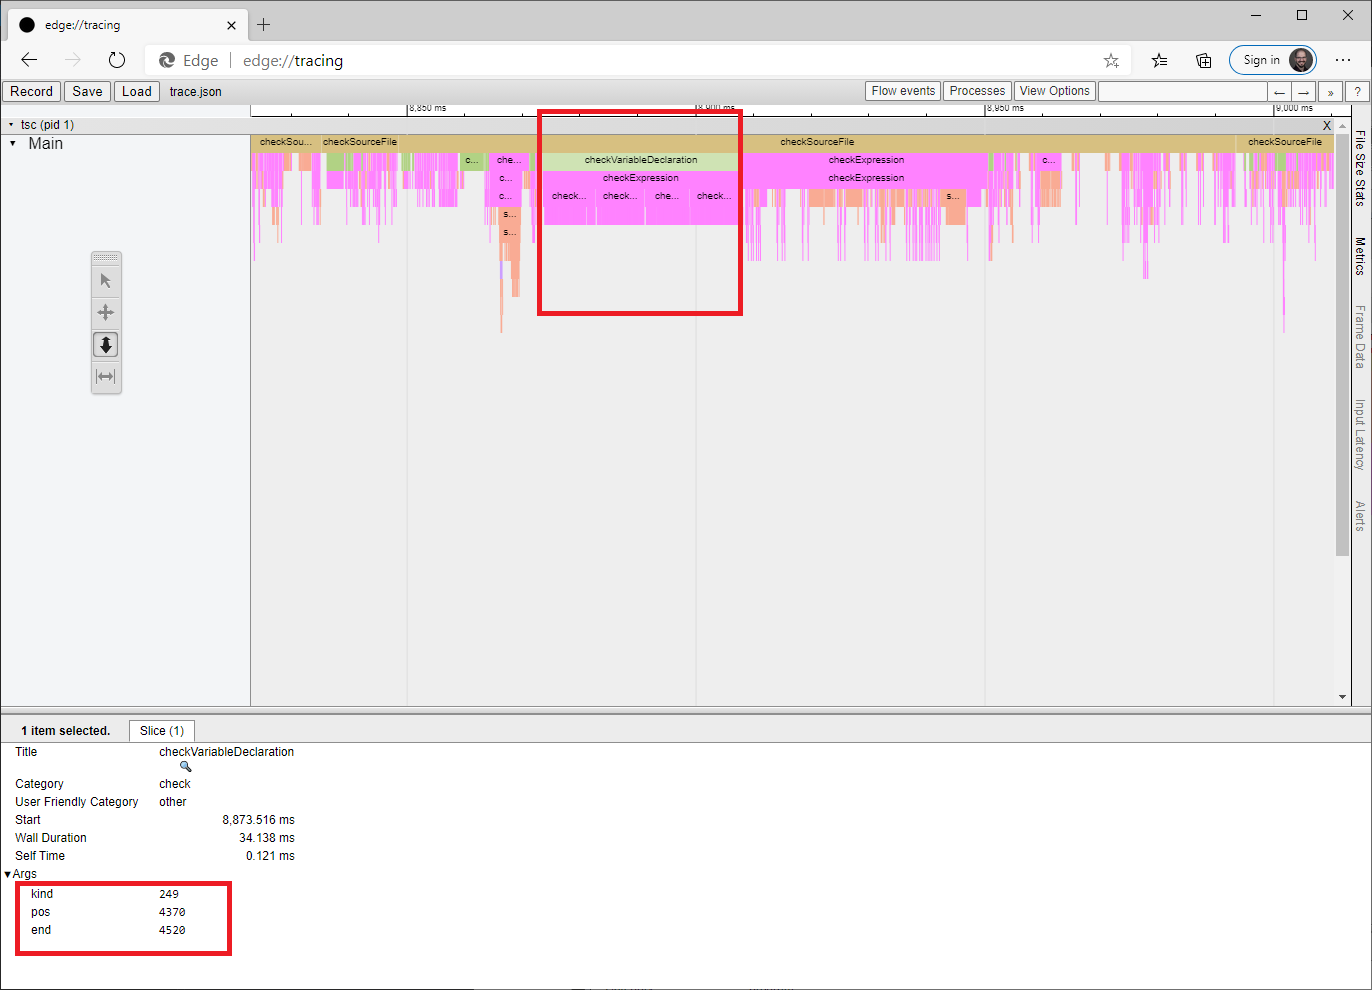 edge://tracing
Edge edge://tracing Sign in
Record Save Load trace.json Flow events Processes View Options » ?
8,850 ms 8,900 ms 8,950 ms 9,000 ms
tsc (pid 1) X
Main
checkSou... checkSourceFile checkSourceFile checkSourceFile
c... che... checkVariableDeclaration checkExpression c...
c... checkExpression checkExpression
c... check... check... che... check... s...
s...
s...
File Size Stats
Metrics
Frame Data
Input Latency
Alerts
1 item selected. Slice (1)
Title checkVariableDeclaration
Category check
User Friendly Category other
Start 8,873.516 ms
Wall Duration 34.138 ms
Self Time 0.121 ms
Args
kind 249
pos 4370
end 4520